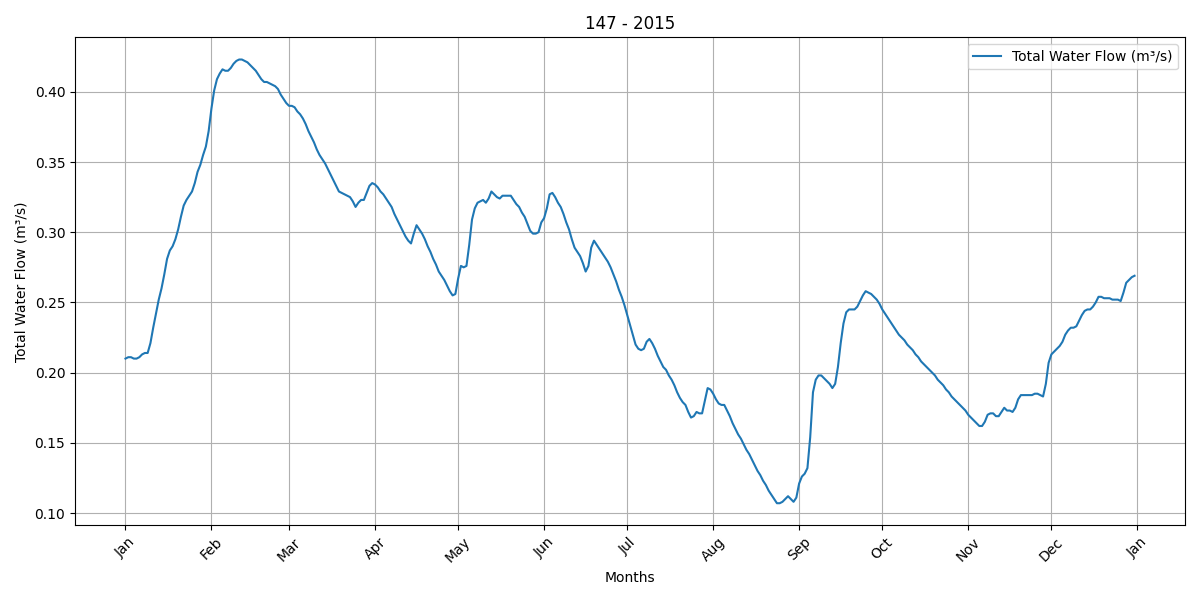 147 - 2015
Total Water Flow (m³/s)
Total Water Flow (m³/s)
0.40
0.35
0.30
0.25
0.20
0.15
0.10
Jan Feb Mar Apr May Jun Jul Aug Sep Oct Nov Dec Jan
Months